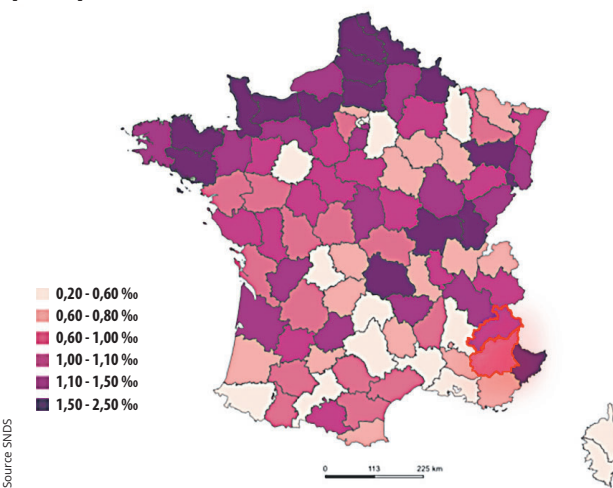 0,20 - 0,60 ‰
0,60 - 0,80 ‰
0,60 - 1,00 ‰
1,00 - 1,10 ‰
1,10 - 1,50 ‰
1,50 - 2,50 ‰
Source SNDS
0 113 225 km